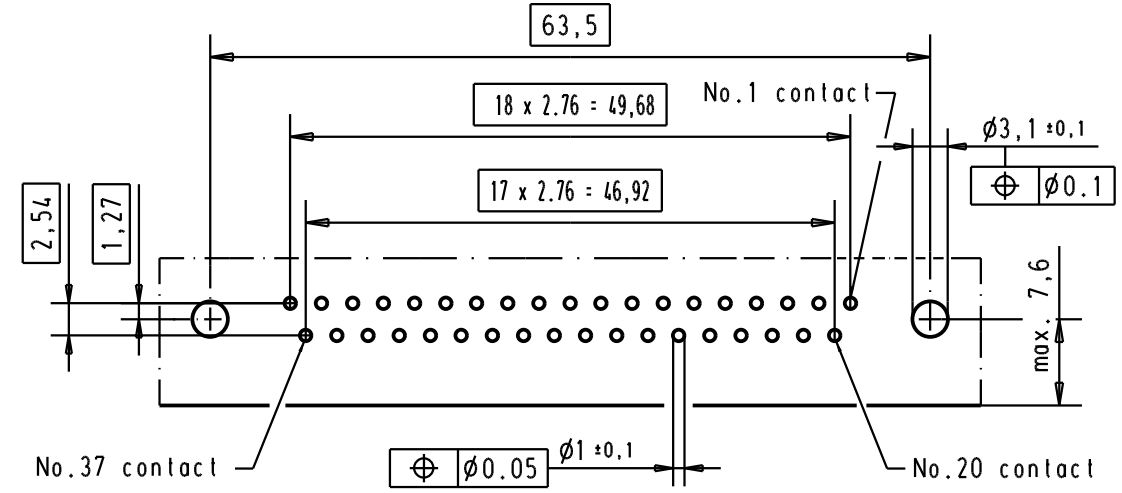 63,5
18 x 2.76 = 49,68
No.1 contact
Ø3,1 ±0,1
⌖ Ø0.1
17 x 2.76 = 46,92
2,54
1,27
max. 7,6
No.37 contact
⌖ Ø0.05
Ø1 ±0,1
No.20 contact